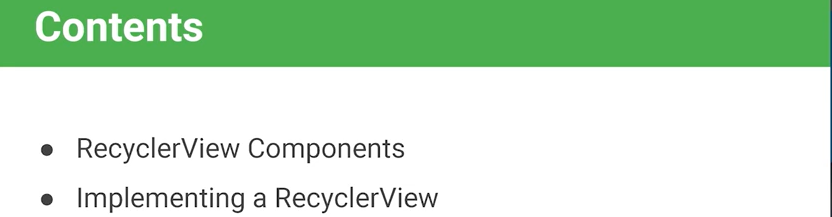 Contents
● RecyclerView Components
● Implementing a RecyclerView